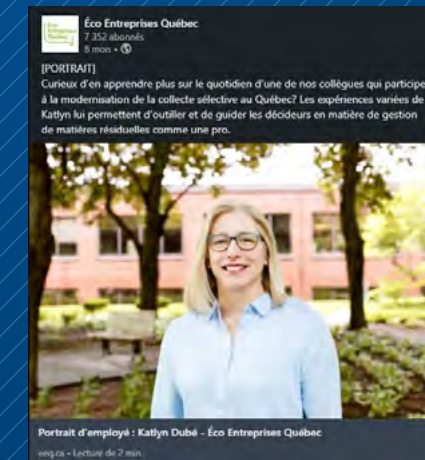 Éco Entreprises Québec
Éco Entreprises Québec
7 352 abonnés
8 mois •
[PORTRAIT]
Curieux d'en apprendre plus sur le quotidien d'une de nos collègues qui participe
à la modernisation de la collecte sélective au Québec? Les expériences variées de
Katlyn lui permettent d'outiller et de guider les décideurs en matière de gestion
de matières résiduelles comme une pro.
Portrait d'employé : Katlyn Dubé - Éco Entreprises Québec
eeq.ca • Lecture de 2 min